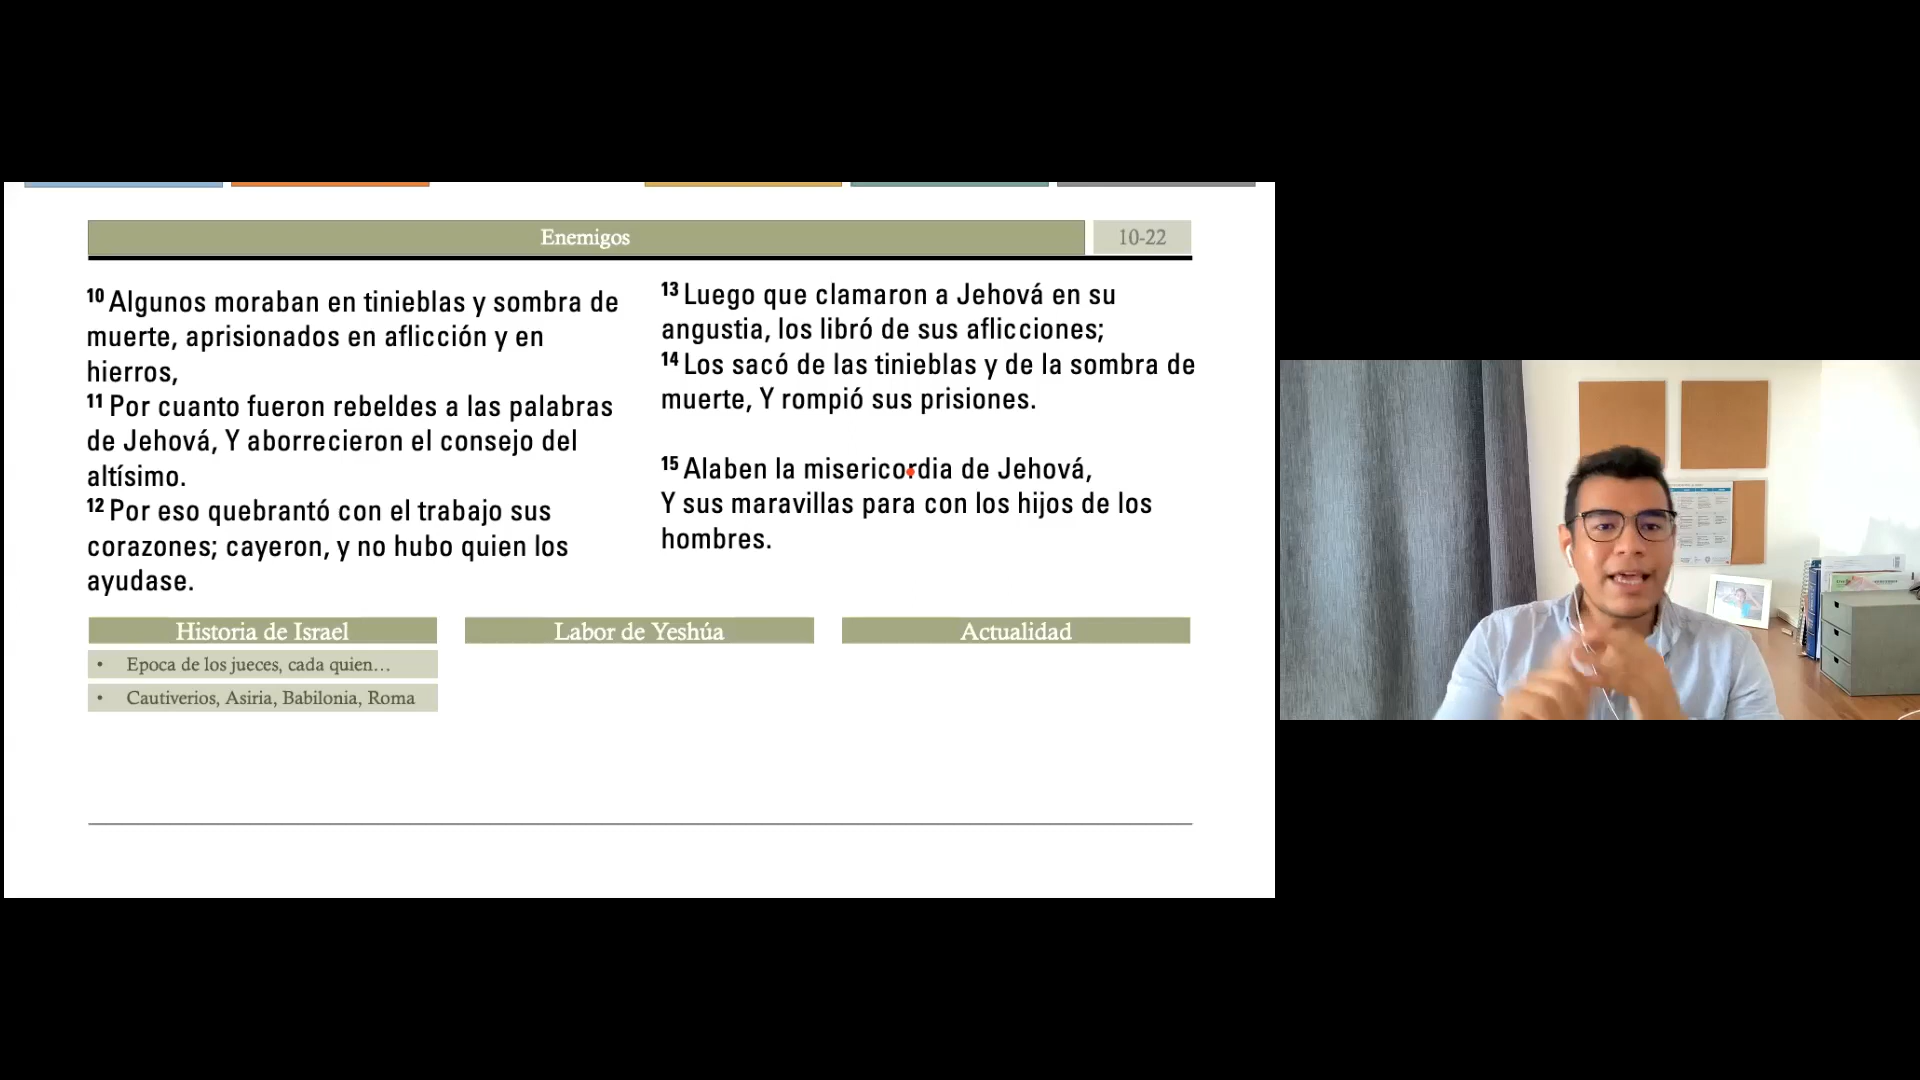 Enemigos
10-22
10 Algunos moraban en tinieblas y sombra de
muerte, aprisionados en aflicción y en
hierros,
11 Por cuanto fueron rebeldes a las palabras
de Jehová, Y aborrecieron el consejo del
altísimo.
12 Por eso quebrantó con el trabajo sus
corazones; cayeron, y no hubo quien los
ayudase.
13 Luego que clamaron a Jehová en su
angustia, los libró de sus aflicciones;
14 Los sacó de las tinieblas y de la sombra de
muerte, Y rompió sus prisiones.
15 Alaben la misericordia de Jehová,
Y sus maravillas para con los hijos de los
hombres.
Historia de Israel
• Epoca de los jueces, cada quien…
• Cautiverios, Asiria, Babilonia, Roma
Labor de Yeshúa
Actualidad